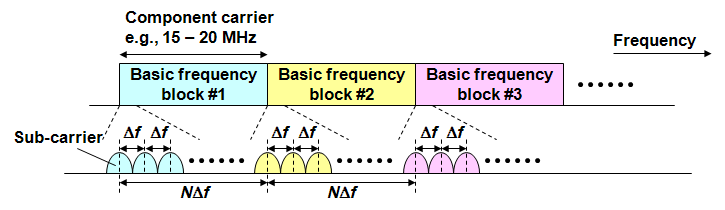 Component carrier
e.g., 15 – 20 MHz
Frequency
Basic frequency block #1
Basic frequency block #2
Basic frequency block #3
Sub-carrier
Δf Δf Δf Δf Δf Δf
NΔf NΔf